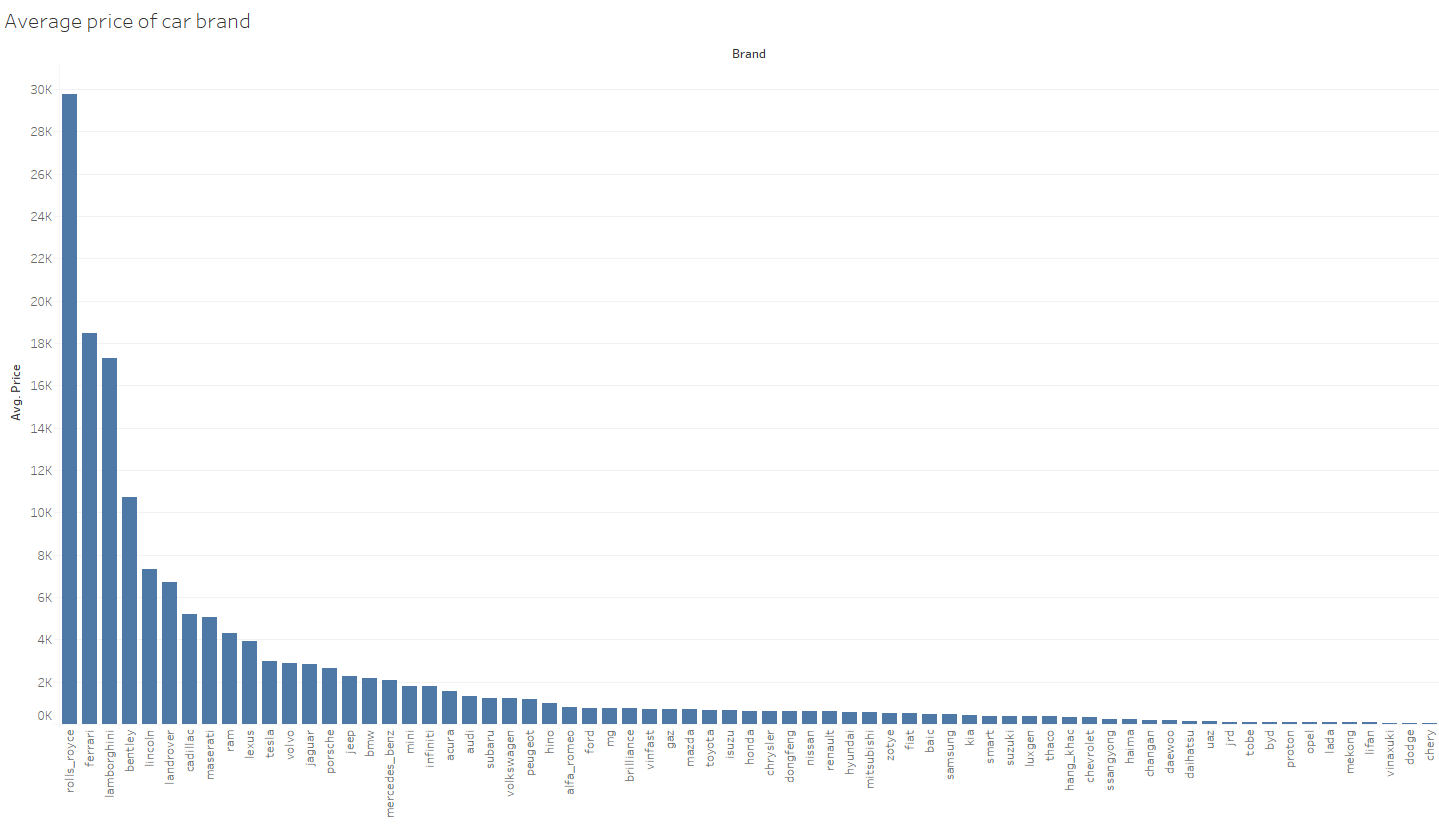 Average price of car brand
Brand
Avg. Price
30K
28K
26K
24K
22K
20K
18K
16K
14K
12K
10K
8K
6K
4K
2K
0K
rolls_royce
ferrari
lamborghini
bentley
lincoln
landrover
cadillac
maserati
ram
lexus
tesla
volvo
jaguar
porsche
jeep
bmw
mercedes_benz
mini
infiniti
acura
audi
subaru
volkswagen
peugeot
hino
alfa_romeo
ford
mg
brilliance
vinfast
gaz
mazda
toyota
isuzu
honda
chrysler
dongfeng
nissan
renault
hyundai
mitsubishi
zotye
fiat
baic
samsung
kia
smart
suzuki
luxgen
thaco
hang_khac
chevrolet
ssangyong
haima
changan
daewoo
daihatsu
uaz
jrd
tobe
byd
proton
opel
lada
mekong
lifan
vinaxuki
dodge
chery